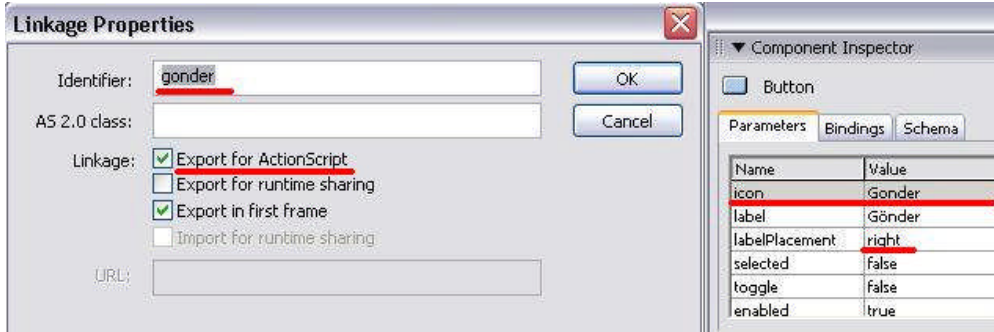 Linkage Properties
Identifier: gonder
OK
AS 2.0 class:
Cancel
Linkage: Export for ActionScript
Export for runtime sharing
Export in first frame
Import for runtime sharing
URL:
Component Inspector
Button
Parameters Bindings Schema
Name Value
icon Gonder
label Gönder
labelPlacement right
selected false
toggle false
enabled true